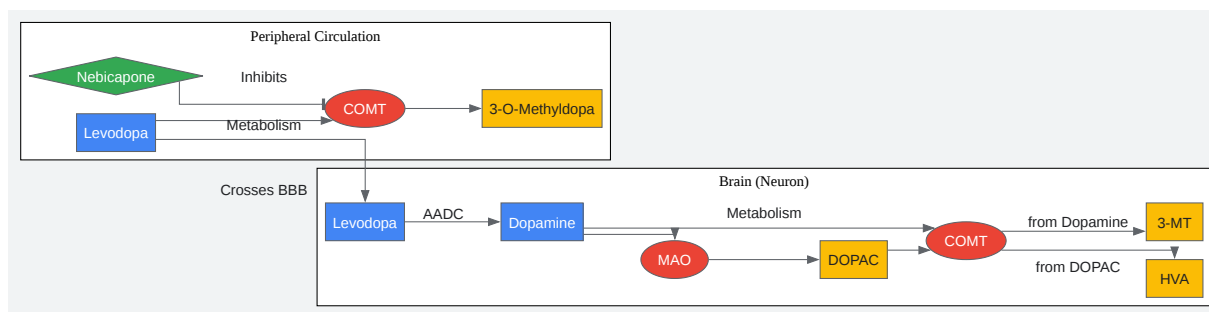 Peripheral Circulation
Nebicapone
Inhibits
COMT
3-O-Methyldopa
Levodopa
Metabolism
Crosses BBB
Brain (Neuron)
Levodopa
AADC
Dopamine
Metabolism
MAO
DOPAC
COMT
from Dopamine
3-MT
from DOPAC
HVA